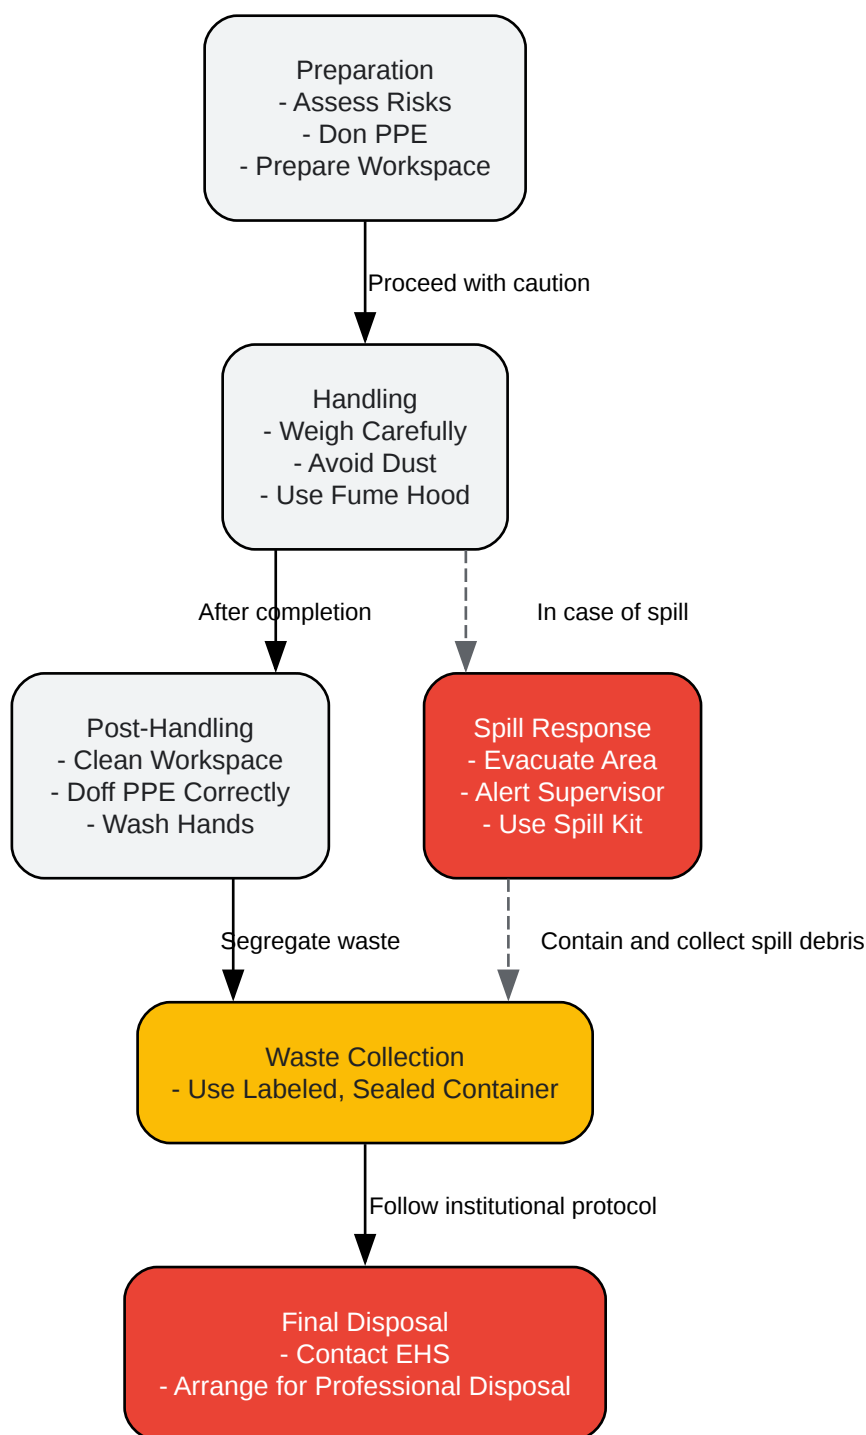 Preparation
- Assess Risks
- Don PPE
- Prepare Workspace
Proceed with caution
Handling
- Weigh Carefully
- Avoid Dust
- Use Fume Hood
After completion
In case of spill
Post-Handling
- Clean Workspace
- Doff PPE Correctly
- Wash Hands
Spill Response
- Evacuate Area
- Alert Supervisor
- Use Spill Kit
Segregate waste
Contain and collect spill debris
Waste Collection
- Use Labeled, Sealed Container
Follow institutional protocol
Final Disposal
- Contact EHS
- Arrange for Professional Disposal